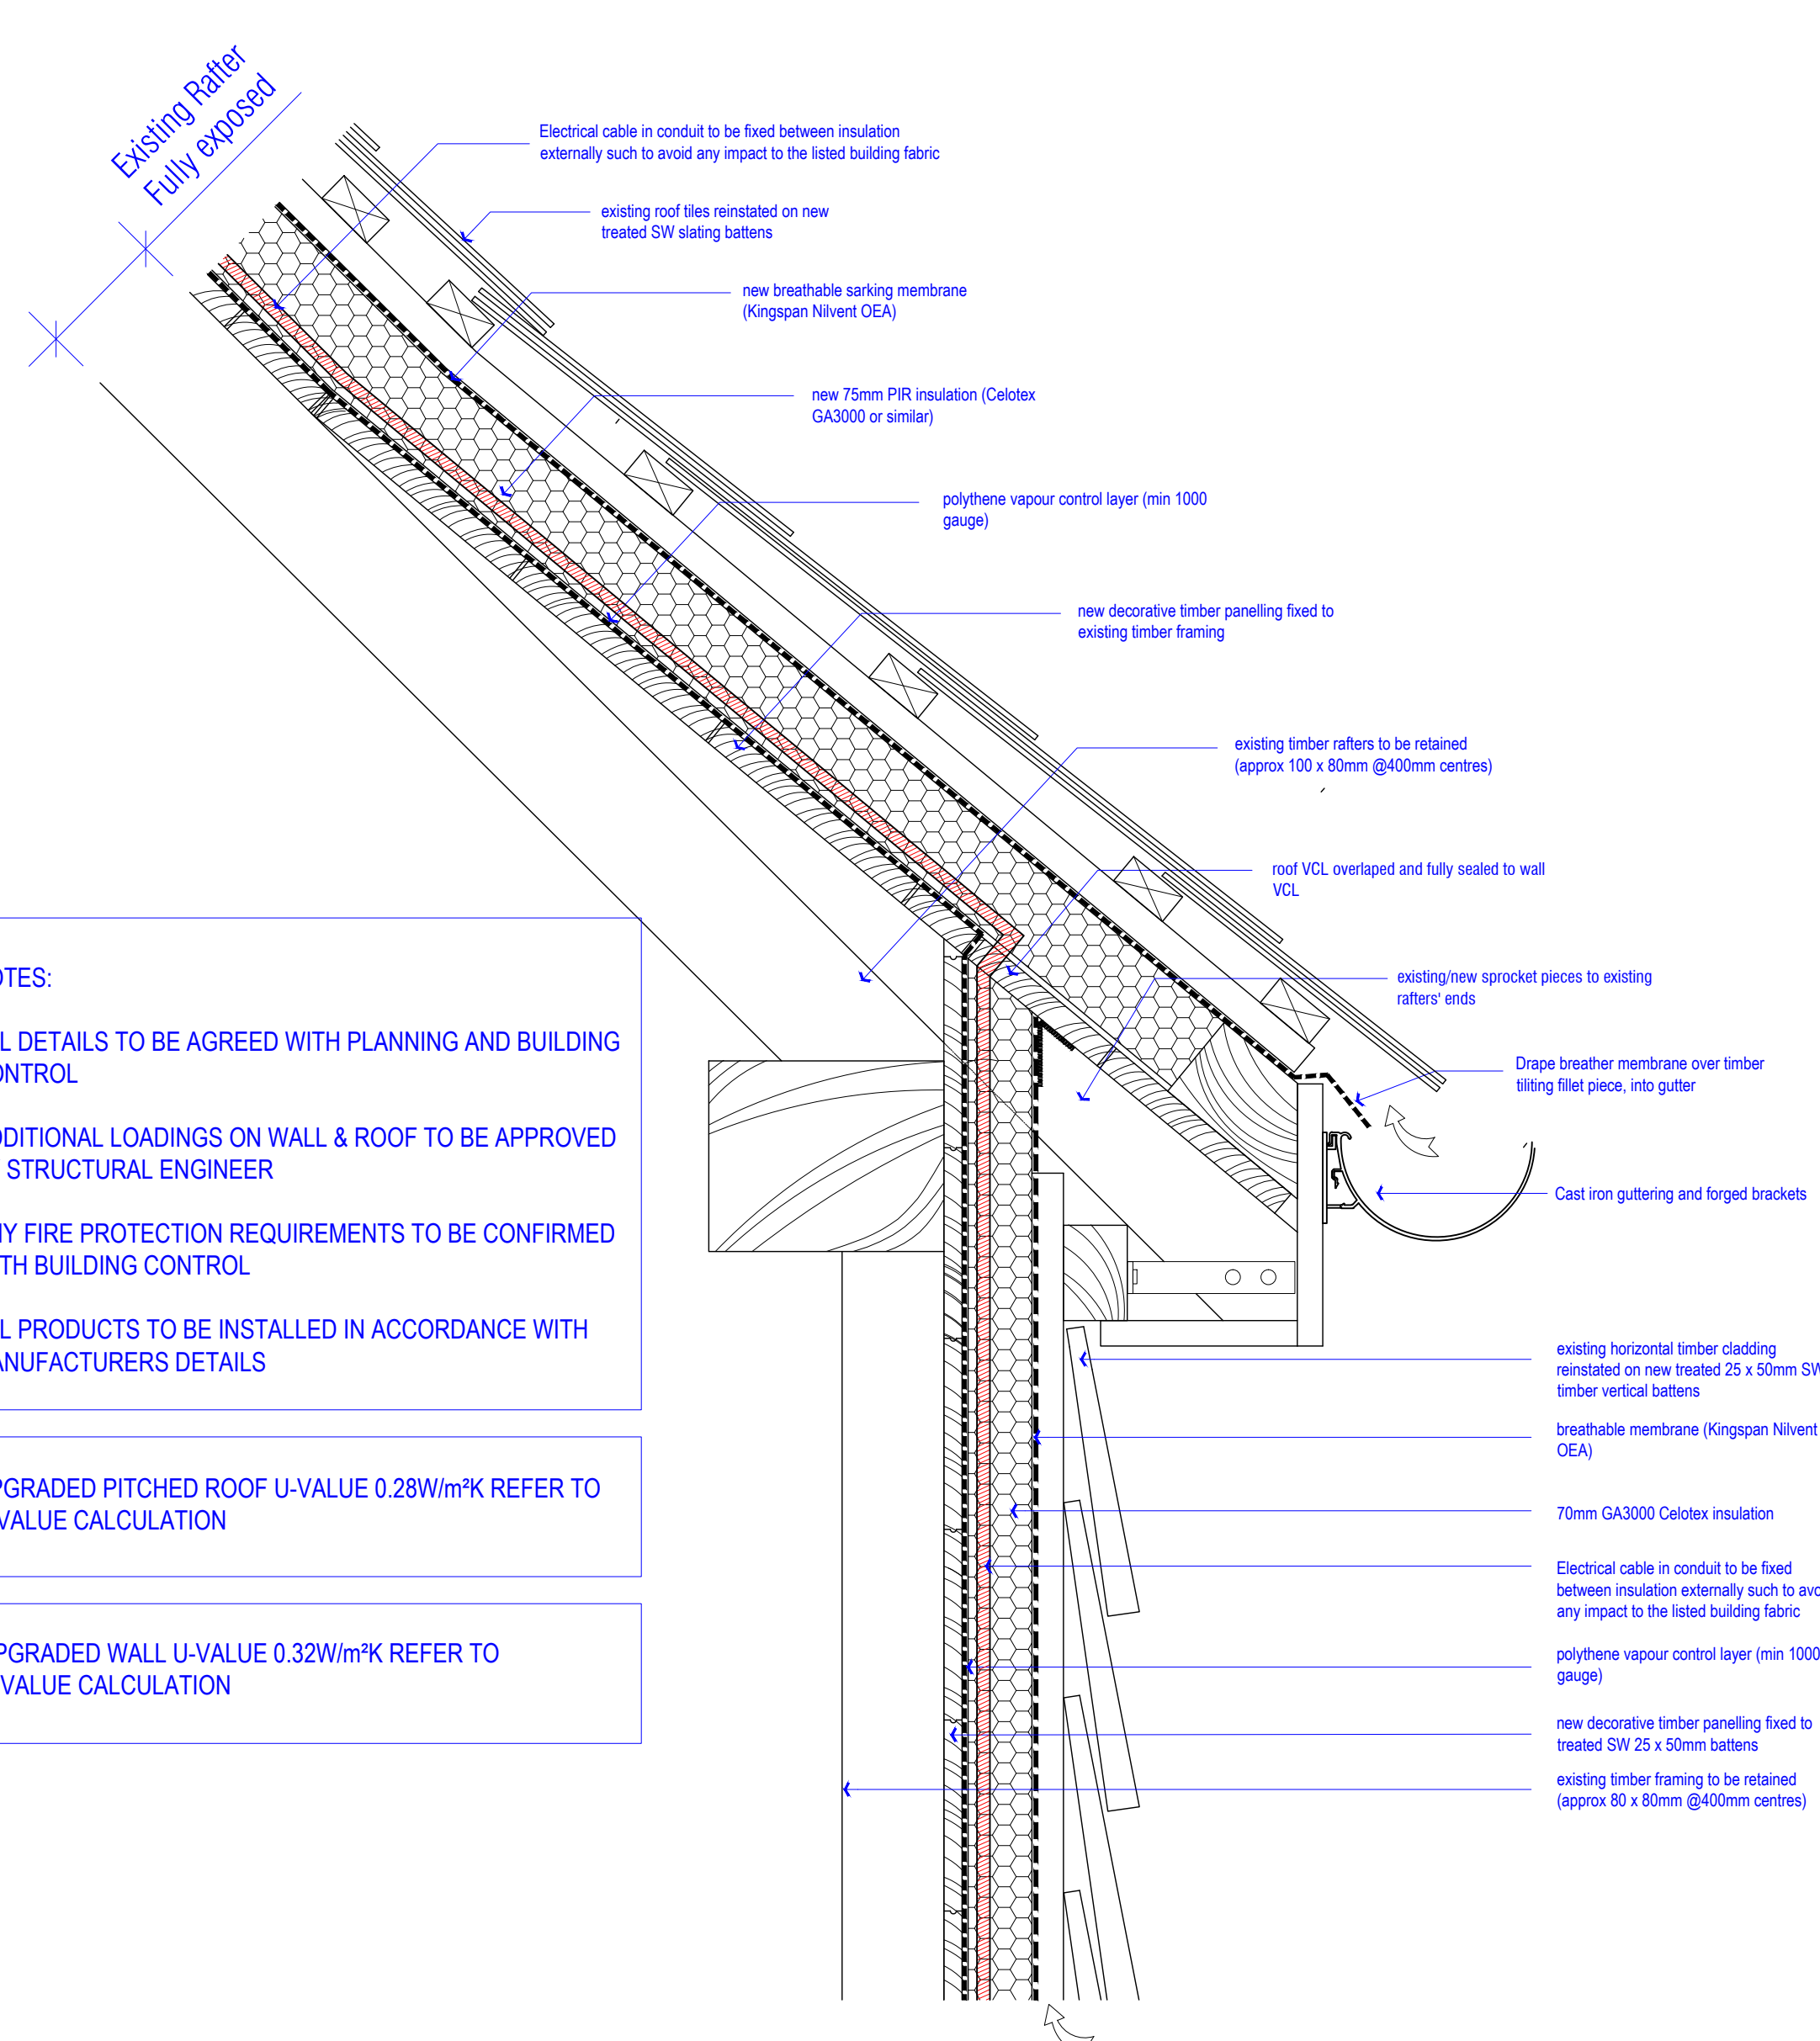 Existing Rafter
Fully exposed
Electrical cable in conduit to be fixed between insulation
externally such to avoid any impact to the listed building fabric
existing roof tiles reinstated on new
treated SW slating battens
new breathable sarking membrane
(Kingspan Nilvent OEA)
new 75mm PIR insulation (Celotex
GA3000 or similar)
polythene vapour control layer (min 1000
gauge)
new decorative timber panelling fixed to
existing timber framing
existing timber rafters to be retained
(approx 100 x 80mm @400mm centres)
roof VCL overlaped and fully sealed to wall
VCL
existing/new sprocket pieces to existing
rafters' ends
Drape breather membrane over timber
tiliting fillet piece, into gutter
Cast iron guttering and forged brackets
existing horizontal timber cladding
reinstated on new treated 25 x 50mm SW
timber vertical battens
breathable membrane (Kingspan Nilvent
OEA)
70mm GA3000 Celotex insulation
Electrical cable in conduit to be fixed
between insulation externally such to avo
any impact to the listed building fabric
polythene vapour control layer (min 1000
gauge)
new decorative timber panelling fixed to
treated SW 25 x 50mm battens
existing timber framing to be retained
(approx 80 x 80mm @400mm centres)
OTES:
L DETAILS TO BE AGREED WITH PLANNING AND BUILDING
ONTROL
DDITIONAL LOADINGS ON WALL & ROOF TO BE APPROVED
STRUCTURAL ENGINEER
NY FIRE PROTECTION REQUIREMENTS TO BE CONFIRMED
TH BUILDING CONTROL
L PRODUCTS TO BE INSTALLED IN ACCORDANCE WITH
ANUFACTURERS DETAILS
PGRADED PITCHED ROOF U-VALUE 0.28W/m²K REFER TO
-VALUE CALCULATION
PGRADED WALL U-VALUE 0.32W/m²K REFER TO
-VALUE CALCULATION